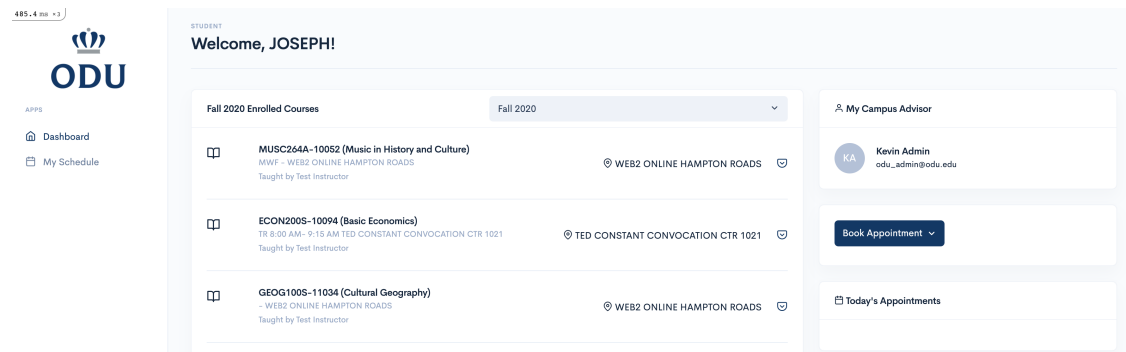 485.4 ms ×3
ODU
APPS
Dashboard
My Schedule
STUDENT
Welcome, JOSEPH!
Fall 2020 Enrolled Courses
Fall 2020
MUSC264A-10052 (Music in History and Culture)
MWF - WEB2 ONLINE HAMPTON ROADS
Taught by Test Instructor
WEB2 ONLINE HAMPTON ROADS
ECON200S-10094 (Basic Economics)
TR 8:00 AM- 9:15 AM TED CONSTANT CONVOCATION CTR 1021
Taught by Test Instructor
TED CONSTANT CONVOCATION CTR 1021
GEOG100S-11034 (Cultural Geography)
- WEB2 ONLINE HAMPTON ROADS
Taught by Test Instructor
WEB2 ONLINE HAMPTON ROADS
My Campus Advisor
KA
Kevin Admin
odu_admin@odu.edu
Book Appointment
Today's Appointments